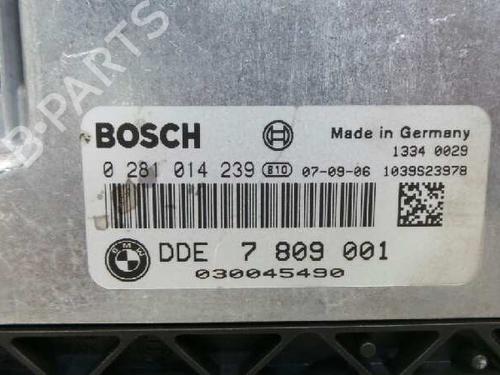 B-PARTS
BOSCH
Made in Germany
1334 0029
0 281 014 239 810 07-09-06 1039S23978
BMW
DDE 7 809 001
030045490